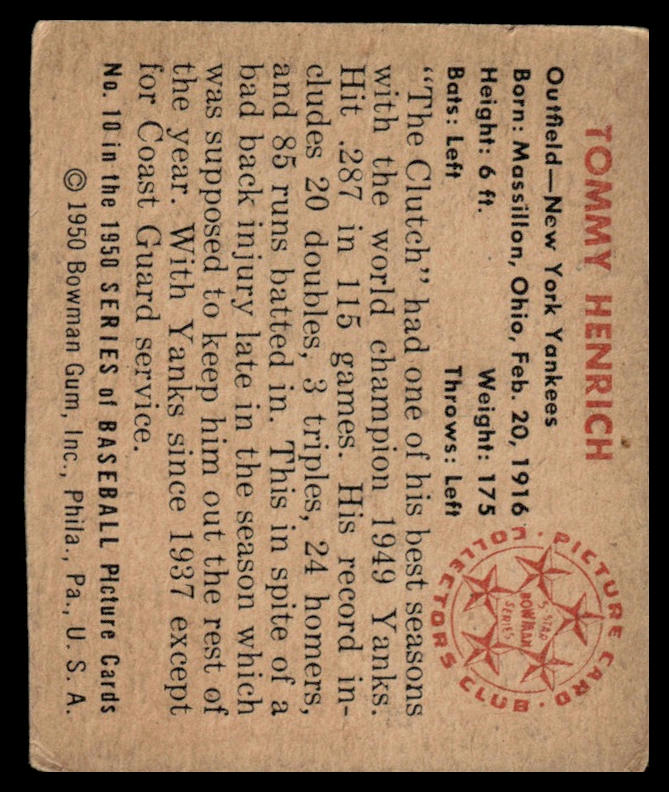 TOMMY HENRICH
Outfield—New York Yankees
Born: Massillon, Ohio, Feb. 20, 1916
Height: 6 ft. Weight: 175
Bats: Left Throws: Left
PICTURE CARD COLLECTORS CLUB
5-STAR
BOWMAN
SERIES
"The Clutch" had one of his best seasons
with the world champion 1949 Yanks.
Hit .287 in 115 games. His record in-
cludes 20 doubles, 3 triples, 24 homers,
and 85 runs batted in. This in spite of a
bad back injury late in the season which
was supposed to keep him out the rest of
the year. With Yanks since 1937 except
for Coast Guard service.
No. 10 in the 1950 SERIES of BASEBALL Picture Cards
© 1950 Bowman Gum, Inc., Phila., Pa., U. S. A.